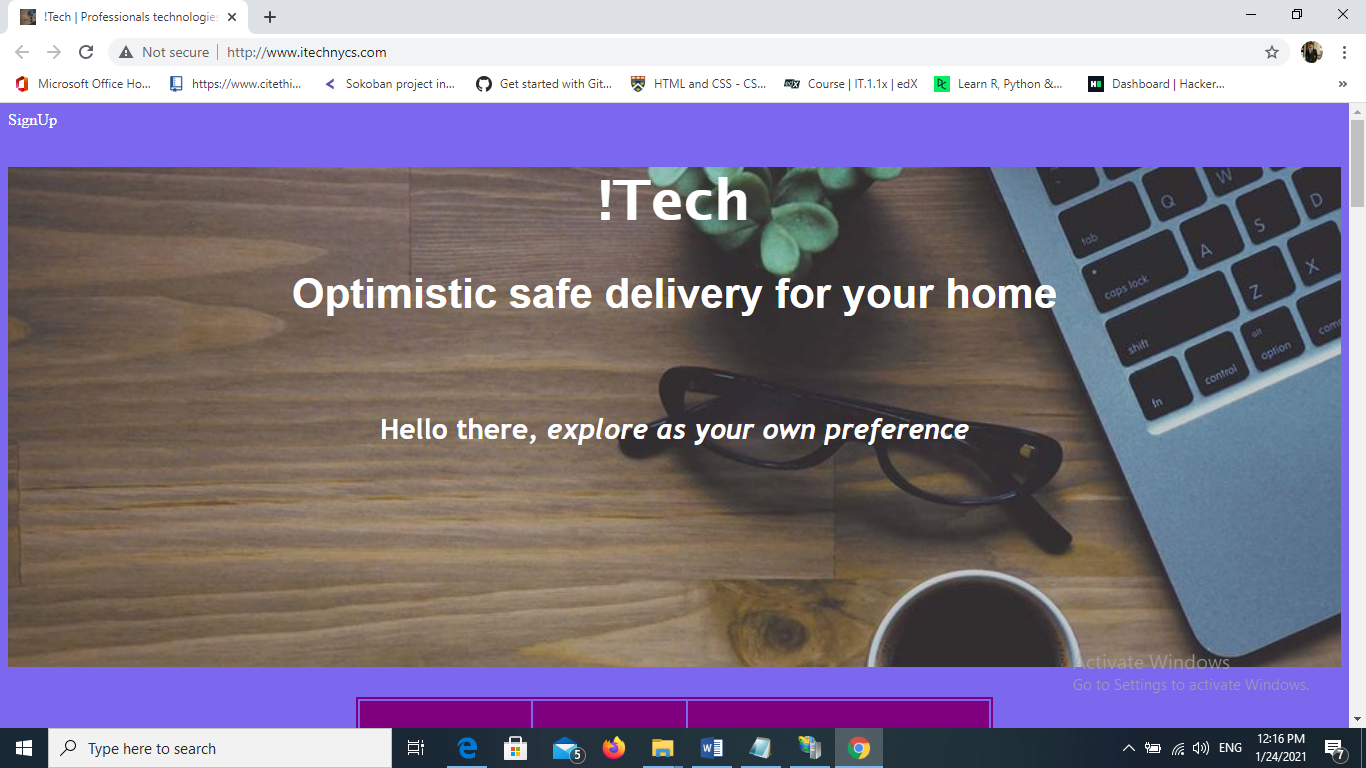 !Tech | Professionals technologies
Not secure | http://www.itechnycs.com
Microsoft Office Ho...
https://www.citethi...
Sokoban project in...
Get started with Git...
HTML and CSS - CS...
Course | IT.1.1x | edX
Learn R, Python &...
Dashboard | Hacker...
»
SignUp
!Tech
Optimistic safe delivery for your home
Hello there, explore as your own preference
Q W
tab
A S D
caps lock
Z X
shift
fn control alt option
Activate Windows
Go to Settings to activate Windows.
Type here to search
5
ENG
12:16 PM
1/24/2021
7